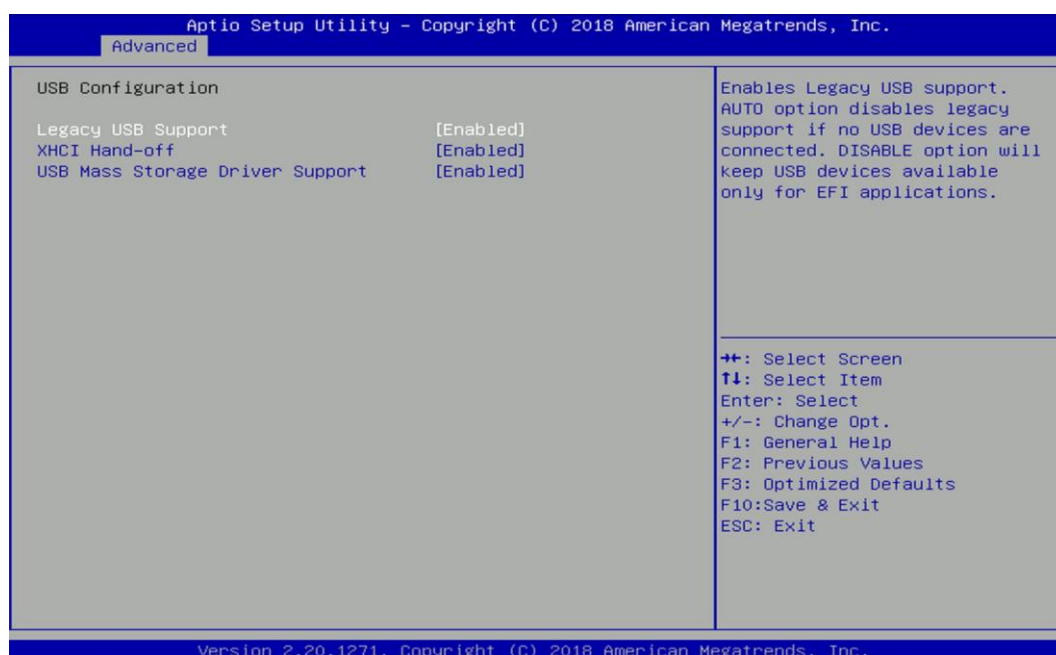 Aptio Setup Utility – Copyright (C) 2018 American Megatrends, Inc.
Advanced
USB Configuration
Legacy USB Support [Enabled]
XHCI Hand-off [Enabled]
USB Mass Storage Driver Support [Enabled]
Enables Legacy USB support.
AUTO option disables legacy
support if no USB devices are
connected. DISABLE option will
keep USB devices available
only for EFI applications.
→←: Select Screen
↑↓: Select Item
Enter: Select
+/-: Change Opt.
F1: General Help
F2: Previous Values
F3: Optimized Defaults
F10:Save & Exit
ESC: Exit
Version 2.20.1271. Copyright (C) 2018 American Megatrends, Inc.